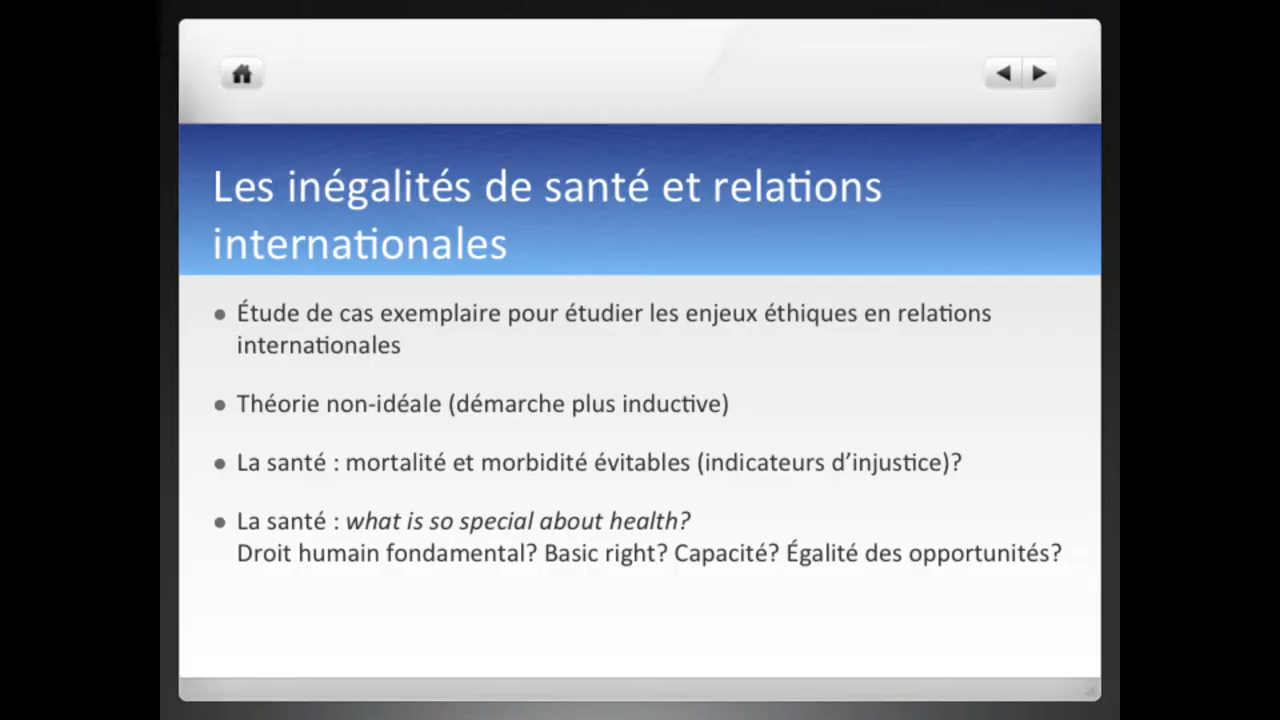 Les inégalités de santé et relations
internationales
● Étude de cas exemplaire pour étudier les enjeux éthiques en relations
internationales
● Théorie non-idéale (démarche plus inductive)
● La santé : mortalité et morbidité évitables (indicateurs d’injustice)?
● La santé : what is so special about health?
Droit humain fondamental? Basic right? Capacité? Égalité des opportunités?